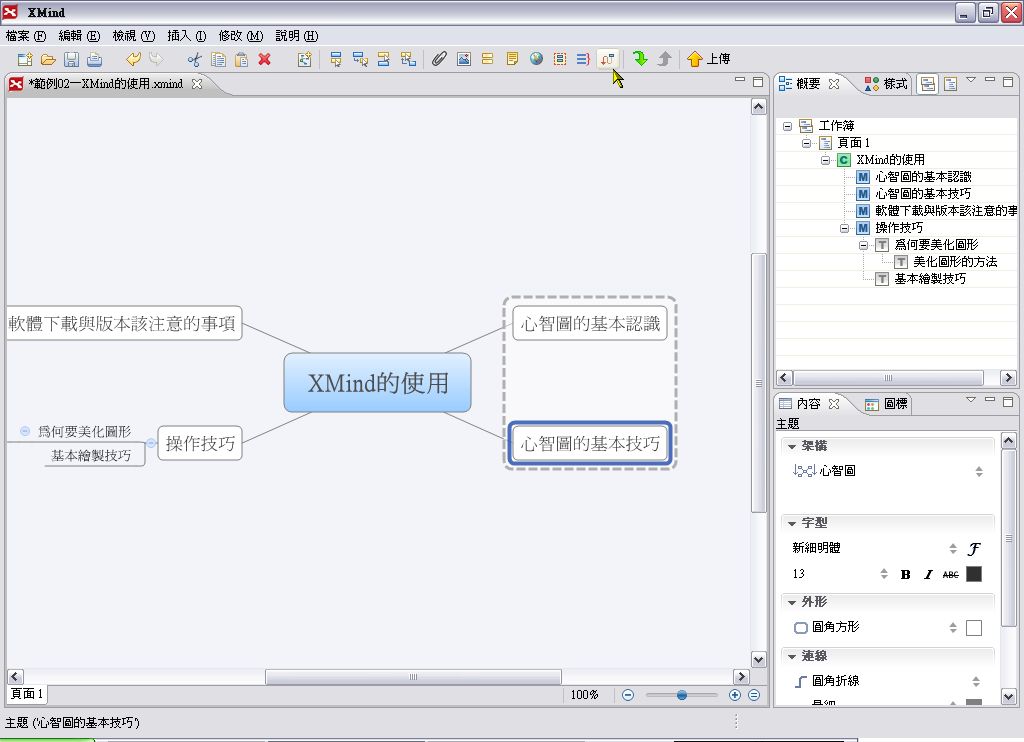 XMind
檔案 (F) 編輯 (E) 檢視 (V) 插入 (I) 修改 (M) 說明 (H)
上傳
*範例02—XMind的使用.xmind
軟體下載與版本該注意的事項
XMind的使用
為何要美化圖形
基本繪製技巧
操作技巧
心智圖的基本認識
心智圖的基本技巧
頁面 1
100%
概要 樣式
工作簿
頁面 1
C XMind的使用
M 心智圖的基本認識
M 心智圖的基本技巧
M 軟體下載與版本該注意的事
M 操作技巧
T 為何要美化圖形
T 美化圖形的方法
T 基本繪製技巧
內容 圖標
主題
架構
心智圖
字型
新細明體 F
13 B I ABC
外形
圓角方形
連線
圓角折線
主題 ('心智圖的基本技巧')